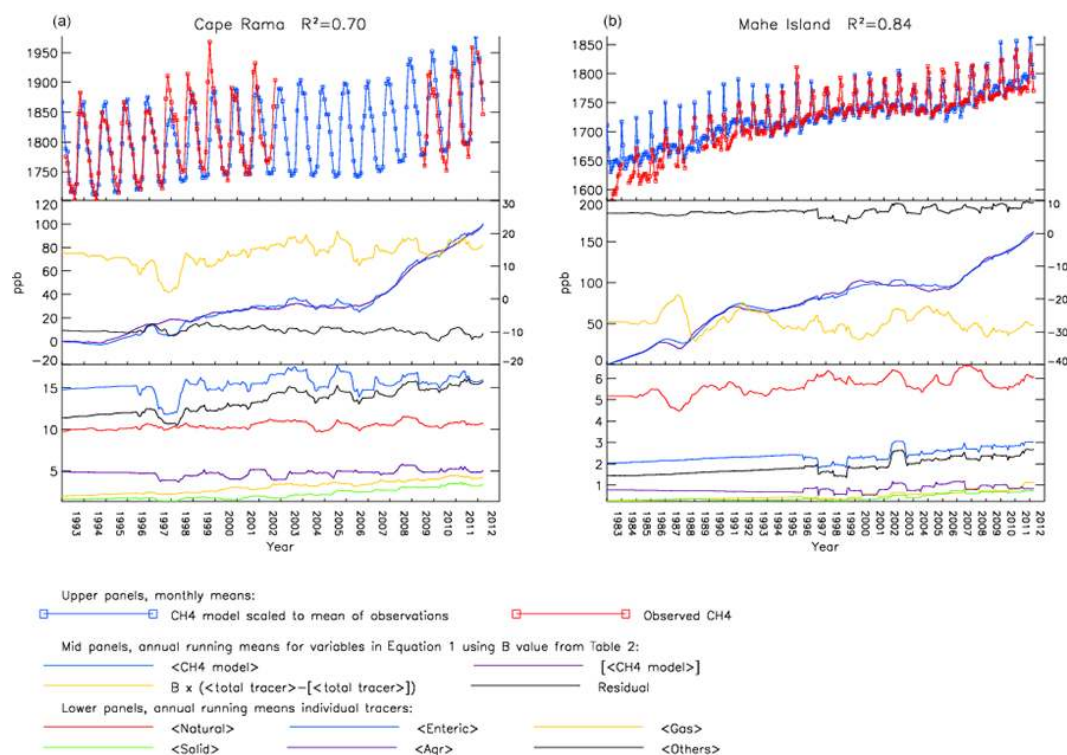 (a) Cape Rama R²=0.70
1950
1900
1850
1800
1750
120
100
80
60
40
20
0
-20
ppb
30
20
10
0
-10
-20
15
10
5
1993 1994 1995 1996 1997 1998 1999 2000 2001 2002 2003 2004 2005 2006 2007 2008 2009 2010 2011 2012
Year
(b) Mahe Island R²=0.84
1850
1800
1750
1700
1650
1600
200
150
100
50
0
ppb
10
0
-10
-20
-30
-40
6
5
4
3
2
1
1983 1984 1985 1986 1987 1988 1989 1990 1991 1992 1993 1994 1995 1996 1997 1998 1999 2000 2001 2002 2003 2004 2005 2006 2007 2008 2009 2010 2011 2012
Year
Upper panels, monthly means:
CH4 model scaled to mean of observations Observed CH4
Mid panels, annual running means for variables in Equation 1 using B value from Table 2:
<CH4 model> [<CH4 model>]
B x (<total tracer>-[<total tracer>]) Residual
Lower panels, annual running means individual tracers:
<Natural> <Enteric> <Gas>
<Solid> <Agr> <Others>